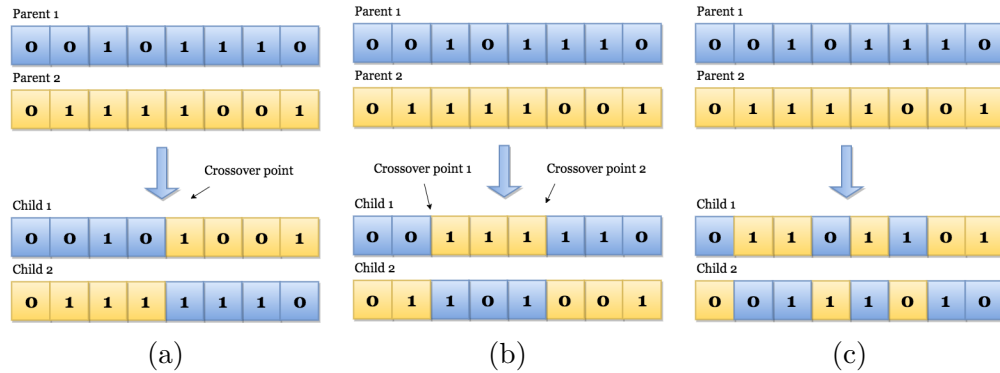 Parent 1
0 0 1 0 1 1 1 0
Parent 2
0 1 1 1 1 0 0 1
Crossover point
Child 1
0 0 1 0 1 0 0 1
Child 2
0 1 1 1 1 1 1 0
(a)
Parent 1
0 0 1 0 1 1 1 0
Parent 2
0 1 1 1 1 0 0 1
Crossover point 1
Crossover point 2
Child 1
0 0 1 1 1 1 1 0
Child 2
0 1 1 0 1 0 0 1
(b)
Parent 1
0 0 1 0 1 1 1 0
Parent 2
0 1 1 1 1 0 0 1
Child 1
0 1 1 0 1 1 0 1
Child 2
0 0 1 1 1 0 1 0
(c)